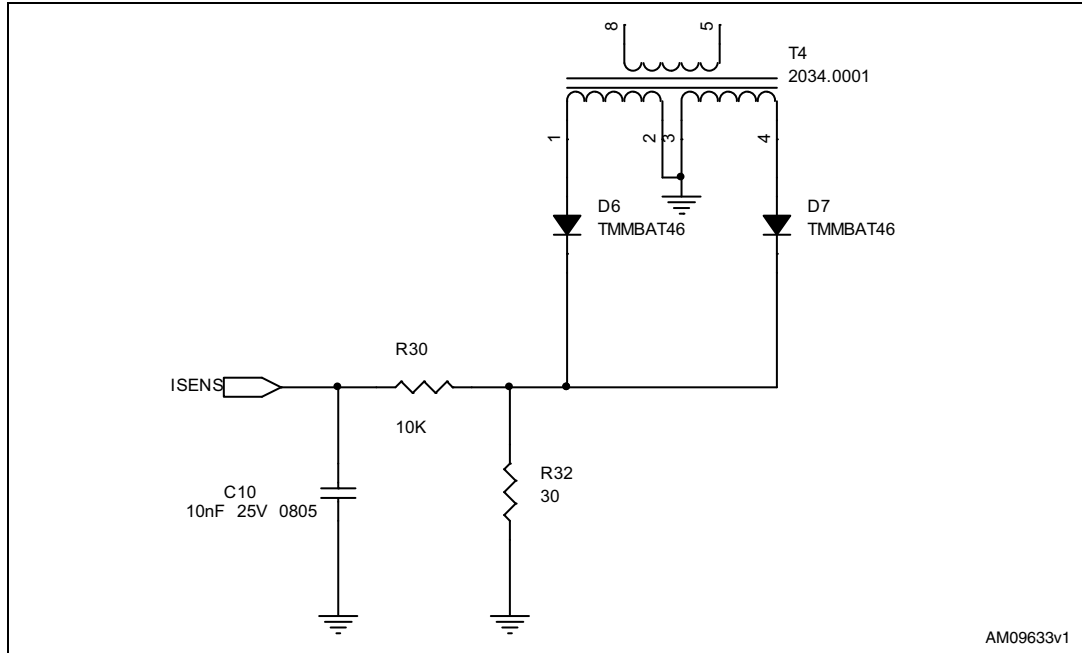 8
5
T4
2034.0001
1
2
3
4
D6
TMMBAT46
D7
TMMBAT46
R30
ISENS
10K
R32
30
C10
10nF 25V 0805
AM09633v1